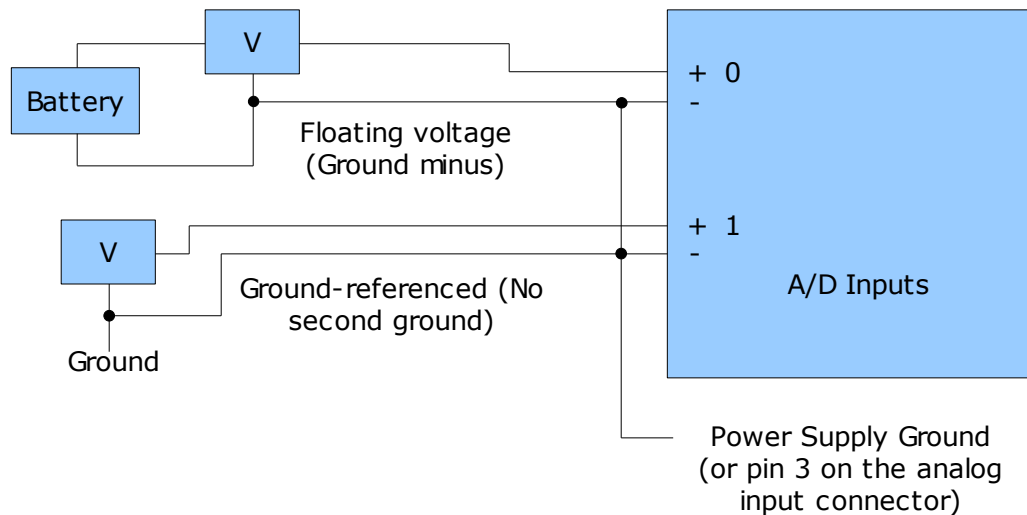 V
+ 0
Battery
-
Floating voltage
(Ground minus)
+ 1
V
-
A/D Inputs
Ground-referenced (No
second ground)
Ground
Power Supply Ground
(or pin 3 on the analog
input connector)